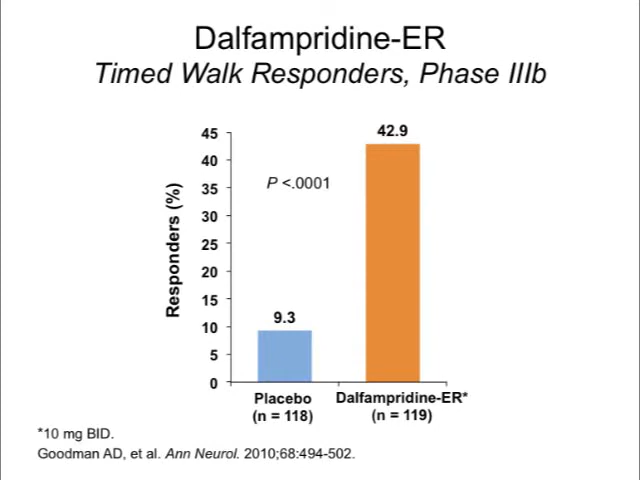 Dalfampridine-ER
Timed Walk Responders, Phase IIIb
Responders (%)
45
40
35
30
25
20
15
10
5
0
P <.0001
9.3
42.9
Placebo
(n = 118)
Dalfampridine-ER*
(n = 119)
*10 mg BID.
Goodman AD, et al. Ann Neurol. 2010;68:494-502.